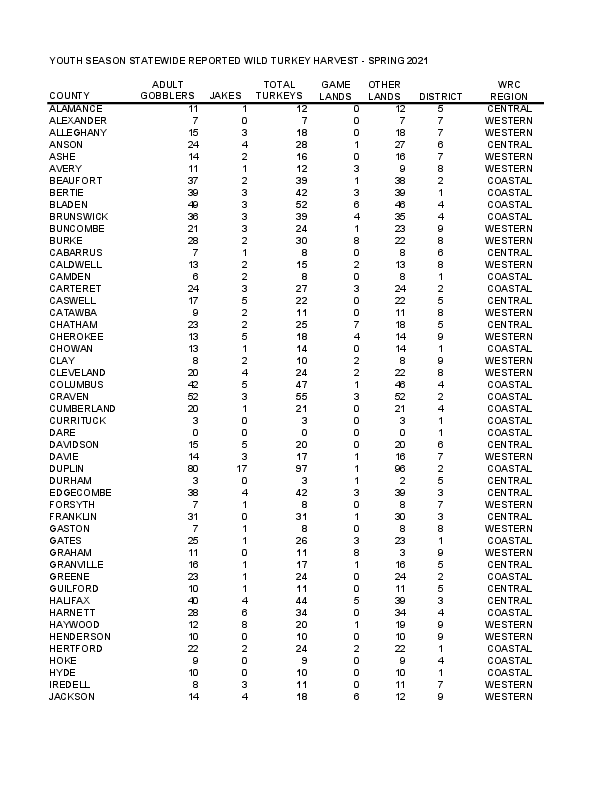 YOUTH SEASON STATEWIDE REPORTED WILD TURKEY HARVEST - SPRING 2021
ADULT TOTAL GAME OTHER WRC
COUNTY GOBBLERS JAKES TURKEYS LANDS LANDS DISTRICT REGION
ALAMANCE 11 1 12 0 12 5 CENTRAL
ALEXANDER 7 0 7 0 7 7 WESTERN
ALLEGHANY 15 3 18 0 18 7 WESTERN
ANSON 24 4 28 1 27 6 CENTRAL
ASHE 14 2 16 0 16 7 WESTERN
AVERY 11 1 12 3 9 8 WESTERN
BEAUFORT 37 2 39 1 38 2 COASTAL
BERTIE 39 3 42 3 39 1 COASTAL
BLADEN 49 3 52 6 46 4 COASTAL
BRUNSWICK 36 3 39 4 35 4 COASTAL
BUNCOMBE 21 3 24 1 23 9 WESTERN
BURKE 28 2 30 8 22 8 WESTERN
CABARRUS 7 1 8 0 8 6 CENTRAL
CALDWELL 13 2 15 2 13 8 WESTERN
CAMDEN 6 2 8 0 8 1 COASTAL
CARTERET 24 3 27 3 24 2 COASTAL
CASWELL 17 5 22 0 22 5 CENTRAL
CATAWBA 9 2 11 0 11 8 WESTERN
CHATHAM 23 2 25 7 18 5 CENTRAL
CHEROKEE 13 5 18 4 14 9 WESTERN
CHOWAN 13 1 14 0 14 1 COASTAL
CLAY 8 2 10 2 8 9 WESTERN
CLEVELAND 20 4 24 2 22 8 WESTERN
COLUMBUS 42 5 47 1 46 4 COASTAL
CRAVEN 52 3 55 3 52 2 COASTAL
CUMBERLAND 20 1 21 0 21 4 COASTAL
CURRITUCK 3 0 3 0 3 1 COASTAL
DARE 0 0 0 0 0 1 COASTAL
DAVIDSON 15 5 20 0 20 6 CENTRAL
DAVIE 14 3 17 1 16 7 WESTERN
DUPLIN 80 17 97 1 96 2 COASTAL
DURHAM 3 0 3 1 2 5 CENTRAL
EDGECOMBE 38 4 42 3 39 3 CENTRAL
FORSYTH 7 1 8 0 8 7 WESTERN
FRANKLIN 31 0 31 1 30 3 CENTRAL
GASTON 7 1 8 0 8 8 WESTERN
GATES 25 1 26 3 23 1 COASTAL
GRAHAM 11 0 11 8 3 9 WESTERN
GRANVILLE 16 1 17 1 16 5 CENTRAL
GREENE 23 1 24 0 24 2 COASTAL
GUILFORD 10 1 11 0 11 5 CENTRAL
HALIFAX 40 4 44 5 39 3 CENTRAL
HARNETT 28 6 34 0 34 4 COASTAL
HAYWOOD 12 8 20 1 19 9 WESTERN
HENDERSON 10 0 10 0 10 9 WESTERN
HERTFORD 22 2 24 2 22 1 COASTAL
HOKE 9 0 9 0 9 4 COASTAL
HYDE 10 0 10 0 10 1 COASTAL
IREDELL 8 3 11 0 11 7 WESTERN
JACKSON 14 4 18 6 12 9 WESTERN